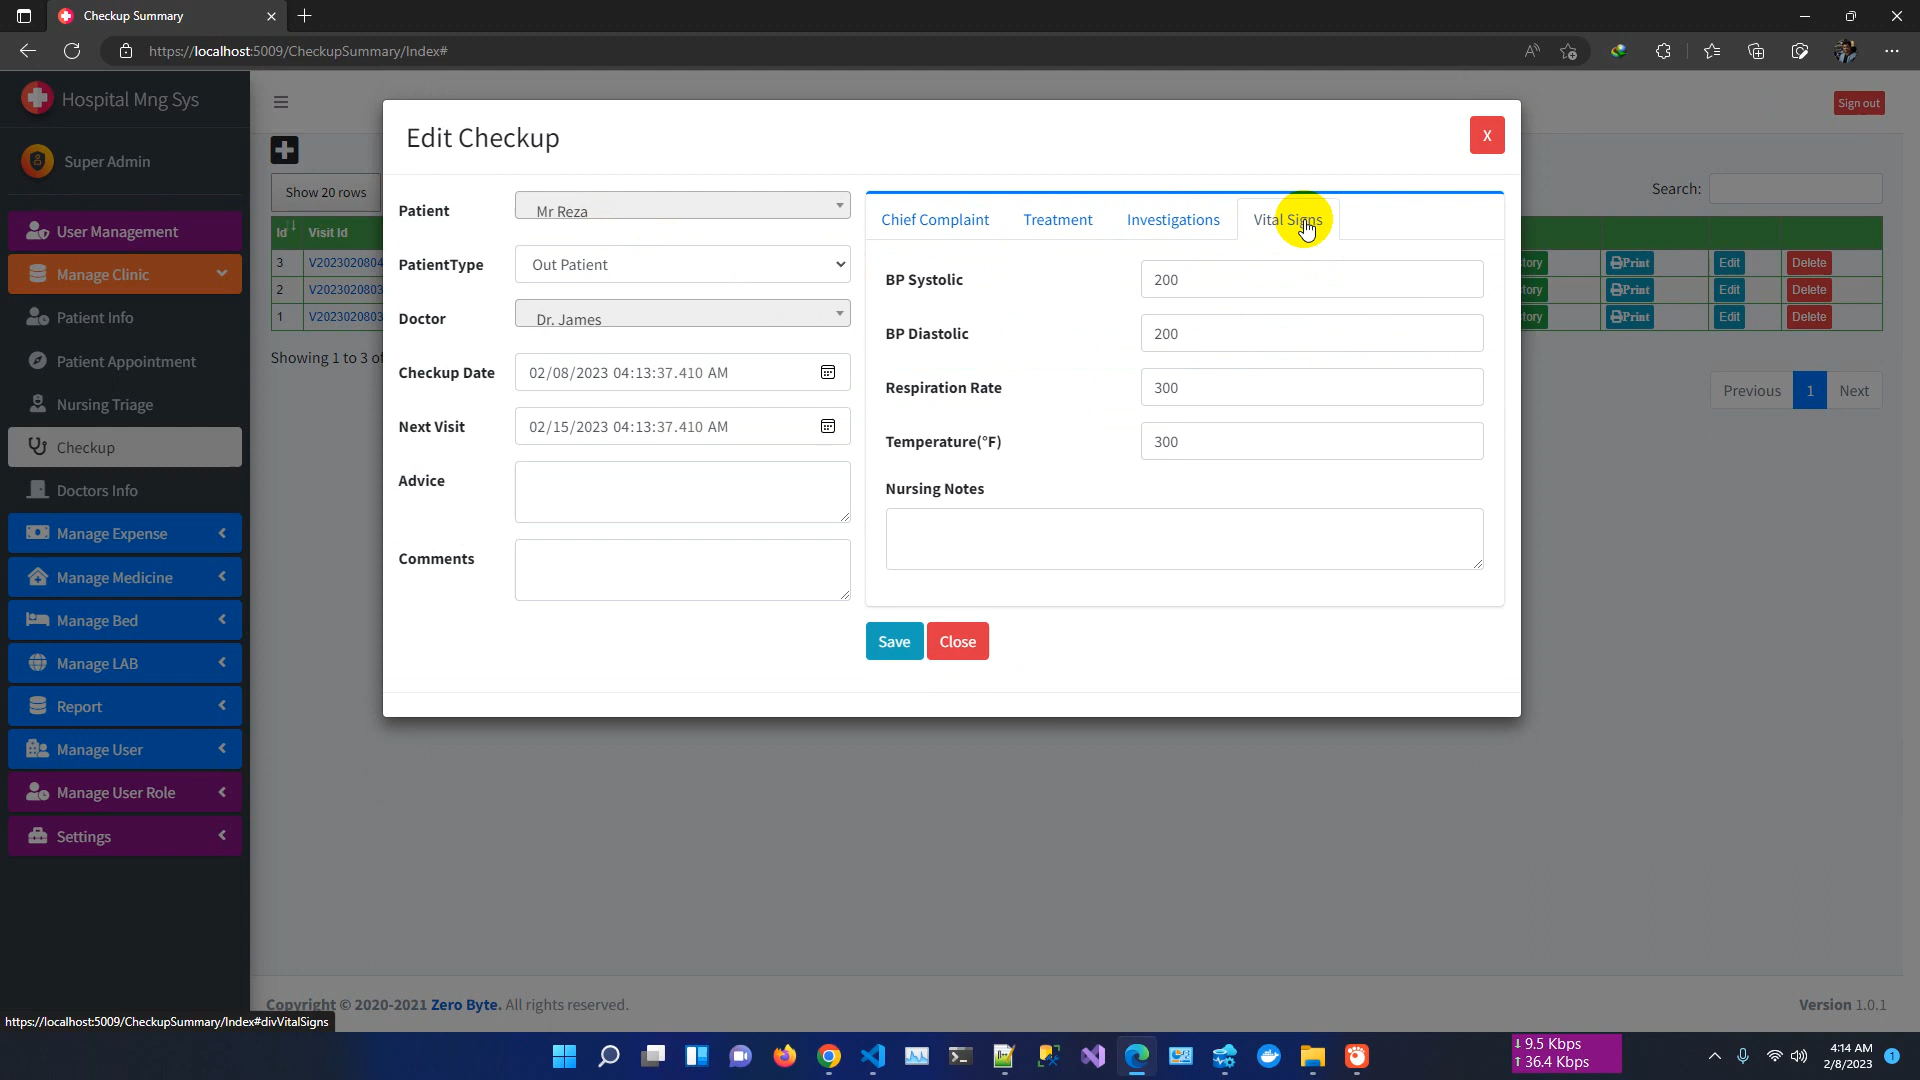 Checkup Summary
https://localhost:5009/CheckupSummary/Index#
Hospital Mng Sys
Sign out
Super Admin
User Management
Manage Clinic
Patient Info
Patient Appointment
Nursing Triage
Checkup
Doctors Info
Manage Expense
Manage Medicine
Manage Bed
Manage LAB
Report
Manage User
Manage User Role
Settings
Show 20 rows
Search:
Id Visit Id
3 V202302080
2 V202302080
1 V202302080
tory Print Edit Delete
tory Print Edit Delete
tory Print Edit Delete
Showing 1 to 3 of
Previous 1 Next
Edit Checkup
X
Patient Mr Reza
PatientType Out Patient
Doctor Dr. James
Checkup Date 02/08/2023 04:13:37.410 AM
Next Visit 02/15/2023 04:13:37.410 AM
Advice
Comments
Chief Complaint Treatment Investigations Vital Signs
BP Systolic 200
BP Diastolic 200
Respiration Rate 300
Temperature(°F) 300
Nursing Notes
Save Close
Copyright © 2020-2021 Zero Byte. All rights reserved.
Version 1.0.1
https://localhost:5009/CheckupSummary/Index#divVitalSigns
↓ 9.5 Kbps
↑ 36.4 Kbps
4:14 AM
2/8/2023
1